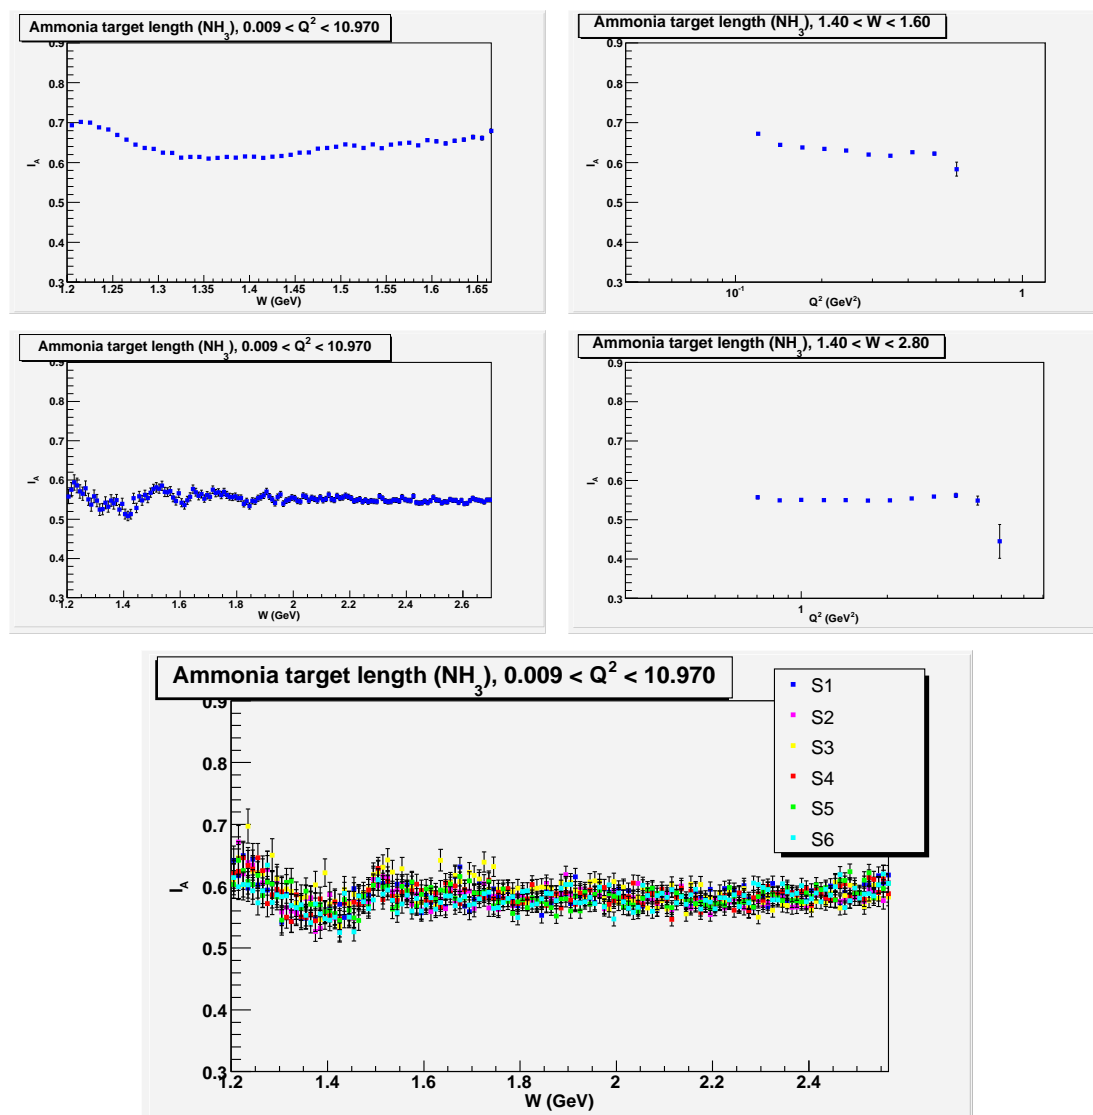 Ammonia target length (NH3), 0.009 < Q2 < 10.970
0.9
0.8
0.7
0.6
0.5
0.4
0.3
I_A
1.2 1.25 1.3 1.35 1.4 1.45 1.5 1.55 1.6 1.65
W (GeV)
Ammonia target length (NH3), 1.40 < W < 1.60
0.9
0.8
0.7
0.6
0.5
0.4
0.3
I_A
10-1 1
Q2 (GeV2)
Ammonia target length (NH3), 0.009 < Q2 < 10.970
0.9
0.8
0.7
0.6
0.5
0.4
0.3
I_A
1.2 1.4 1.6 1.8 2 2.2 2.4 2.6
W (GeV)
Ammonia target length (NH3), 1.40 < W < 2.80
0.9
0.8
0.7
0.6
0.5
0.4
0.3
I_A
1
Q2 (GeV2)
Ammonia target length (NH3), 0.009 < Q2 < 10.970
0.9
0.8
0.7
0.6
0.5
0.4
0.3
I_A
1.2 1.4 1.6 1.8 2 2.2 2.4
W (GeV)
S1
S2
S3
S4
S5
S6